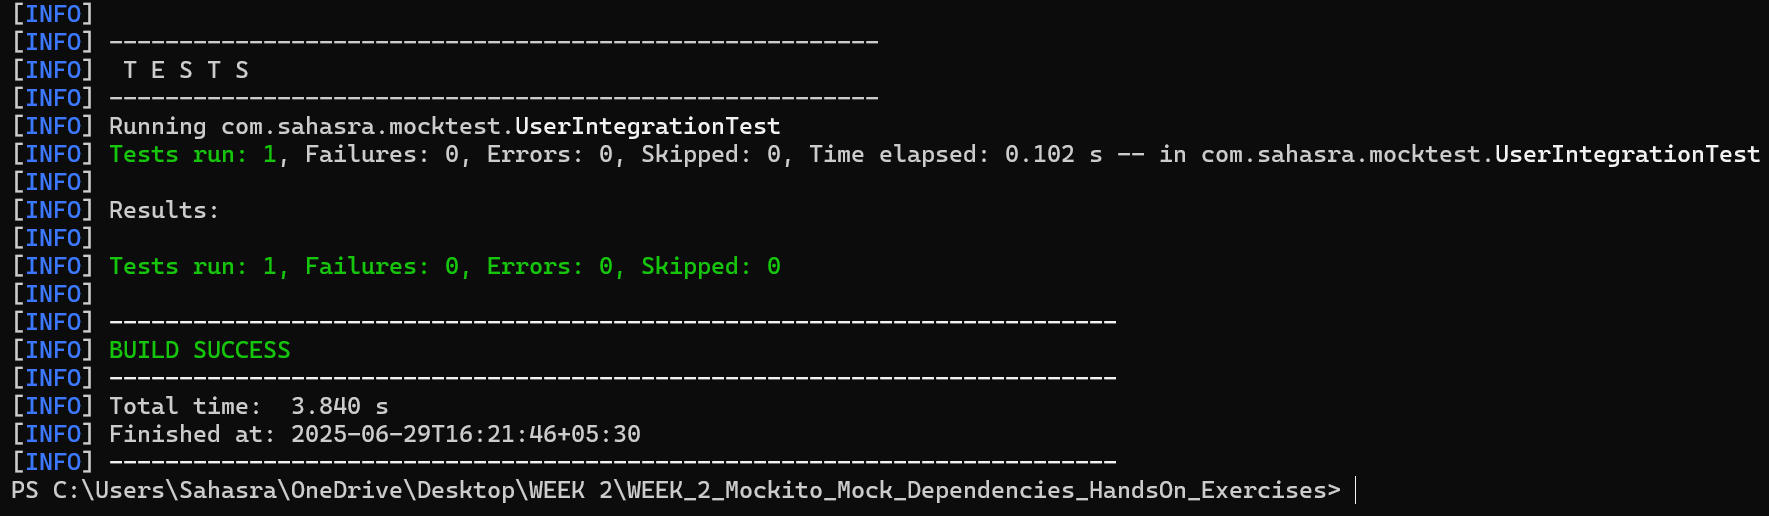 [INFO]
[INFO] -------------------------------------------------------
[INFO]  T E S T S
[INFO] -------------------------------------------------------
[INFO] Running com.sahasra.mocktest.UserIntegrationTest
[INFO] Tests run: 1, Failures: 0, Errors: 0, Skipped: 0, Time elapsed: 0.102 s -- in com.sahasra.mocktest.UserIntegrationTest
[INFO]
[INFO] Results:
[INFO]
[INFO] Tests run: 1, Failures: 0, Errors: 0, Skipped: 0
[INFO]
[INFO] ------------------------------------------------------------------------
[INFO] BUILD SUCCESS
[INFO] ------------------------------------------------------------------------
[INFO] Total time:  3.840 s
[INFO] Finished at: 2025-06-29T16:21:46+05:30
[INFO] ------------------------------------------------------------------------
PS C:\Users\Sahasra\OneDrive\Desktop\WEEK 2\WEEK_2_Mockito_Mock_Dependencies_HandsOn_Exercises>